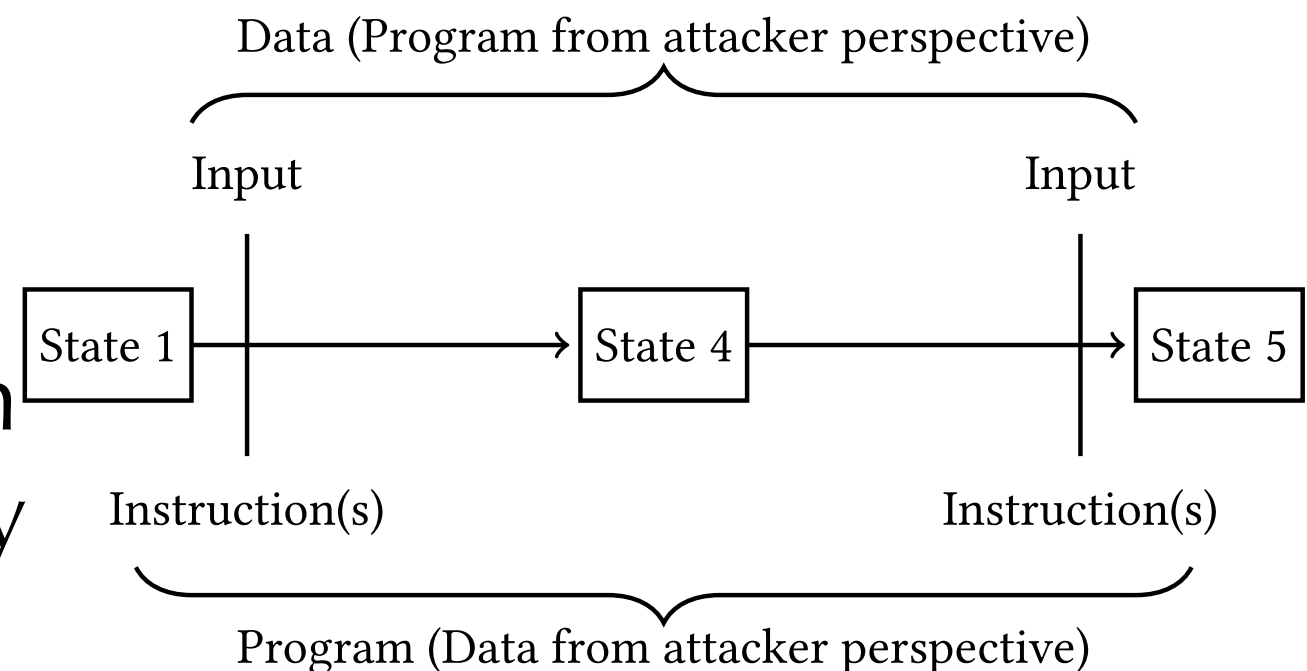 Data (Program from attacker perspective)
Input Input
State 1 State 4 State 5
Instruction(s) Instruction(s)
Program (Data from attacker perspective)